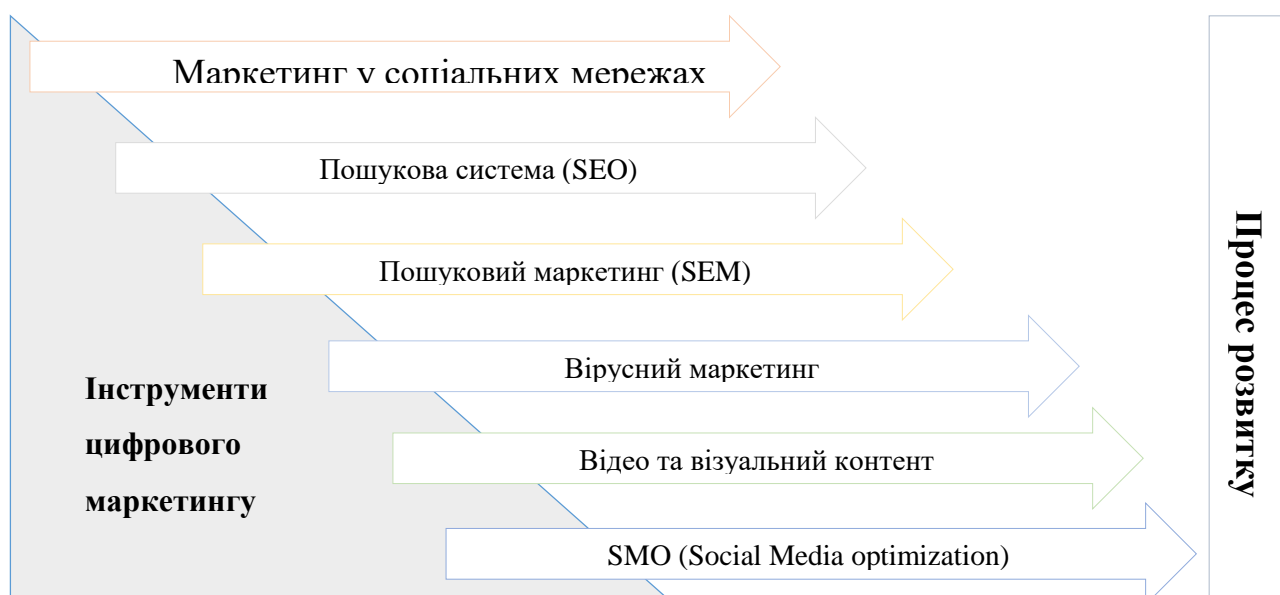 Маркетинг у соціальних мережах
Пошукова система (SEO)
Пошуковий маркетинг (SEM)
Вірусний маркетинг
Відео та візуальний контент
SMO (Social Media optimization)
Інструменти
цифрового
маркетингу
Процес розвитку